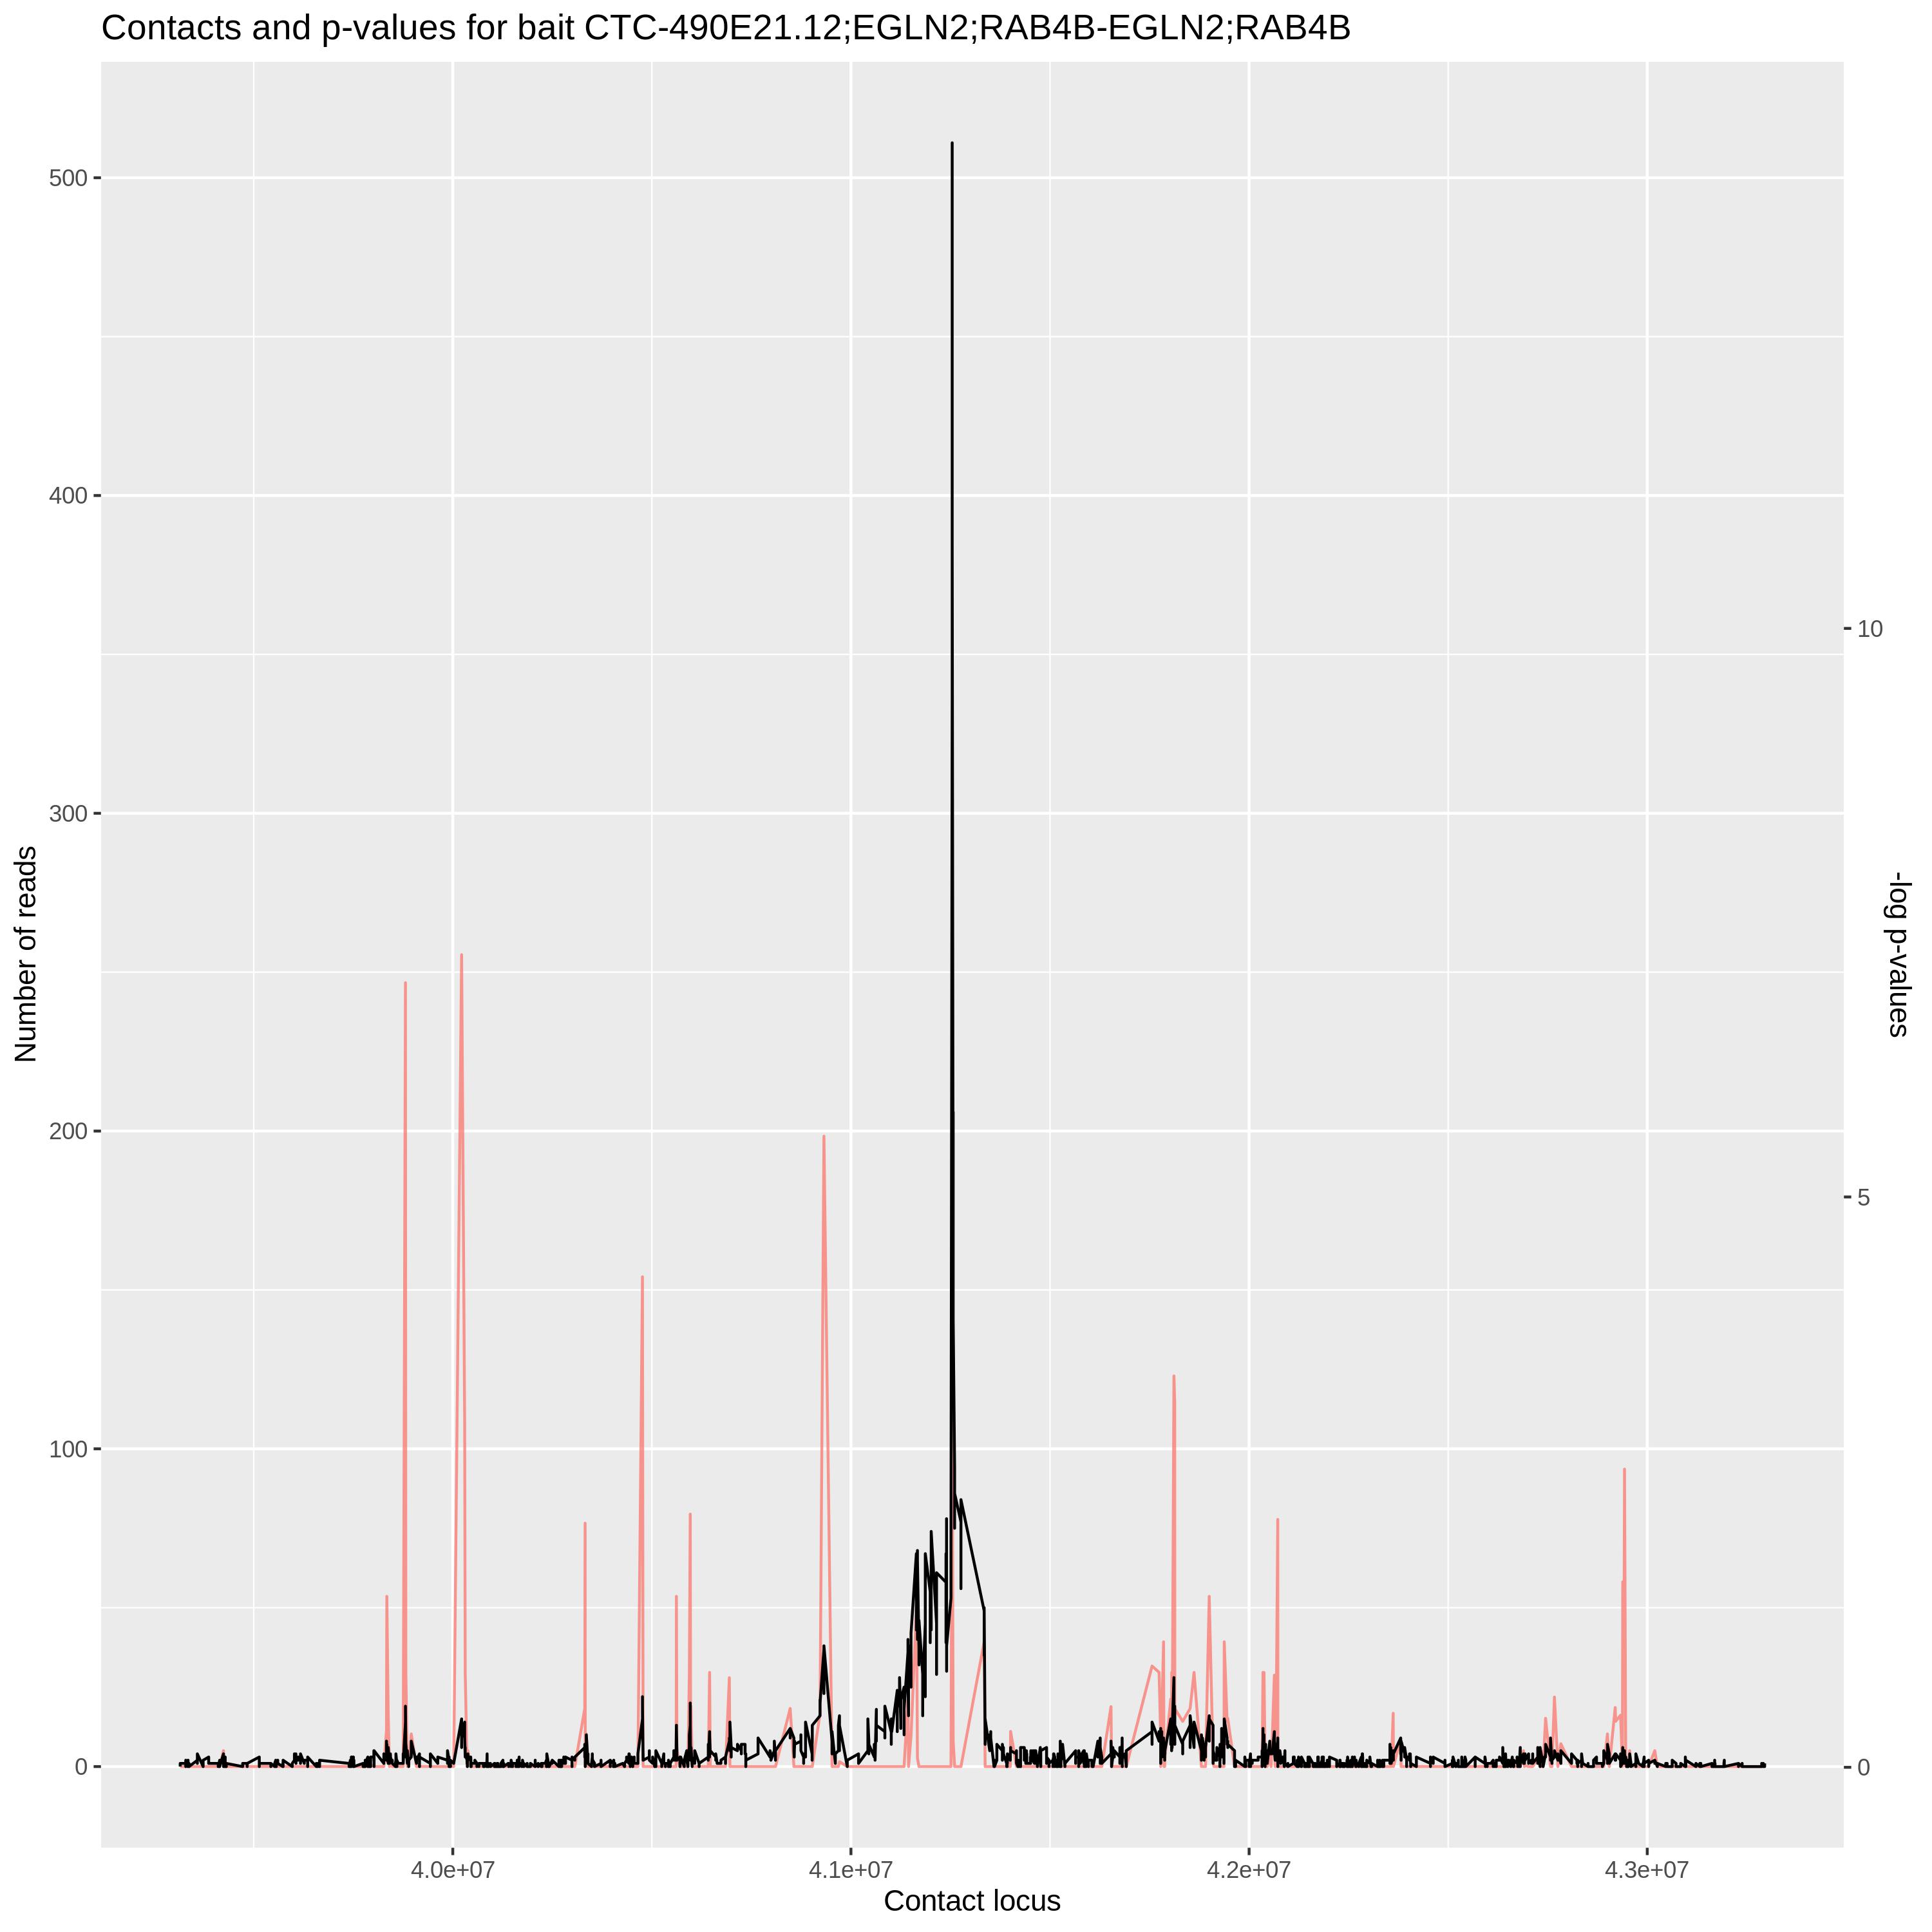 Contacts and p-values for bait CTC-490E21.12;EGLN2;RAB4B-EGLN2;RAB4B
500
400
300
200
100
0
Number of reads
10
5
0
-log p-values
4.0e+07
4.1e+07
4.2e+07
4.3e+07
Contact locus